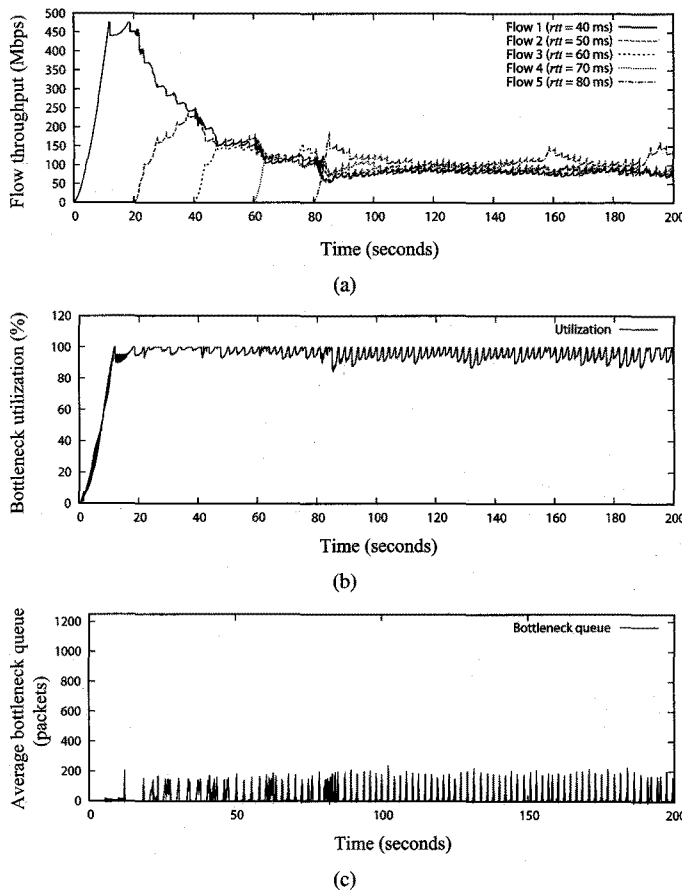 Flow throughput (Mbps)
500
450
400
350
300
250
200
150
100
50
0
Flow 1 (rtt = 40 ms)
Flow 2 (rtt = 50 ms)
Flow 3 (rtt = 60 ms)
Flow 4 (rtt = 70 ms)
Flow 5 (rtt = 80 ms)
0 20 40 60 80 100 120 140 160 180 200
Time (seconds)
(a)
Bottleneck utilization (%)
120
100
80
60
40
20
0
Utilization
0 20 40 60 80 100 120 140 160 180 200
Time (seconds)
(b)
Average bottleneck queue
(packets)
1200
1000
800
600
400
200
0
Bottleneck queue
0 50 100 150 200
Time (seconds)
(c)